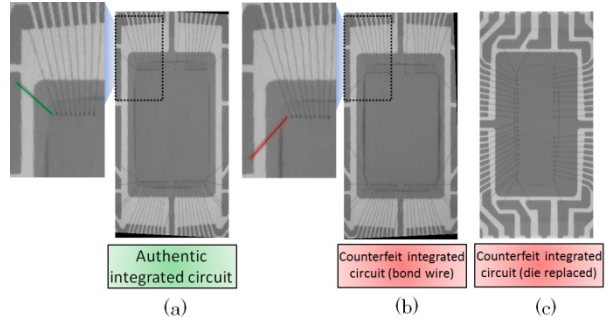 Authentic
integrated circuit
Counterfeit integrated
circuit (bond wire)
Counterfeit integrated
circuit (die replaced)
(a)
(b)
(c)